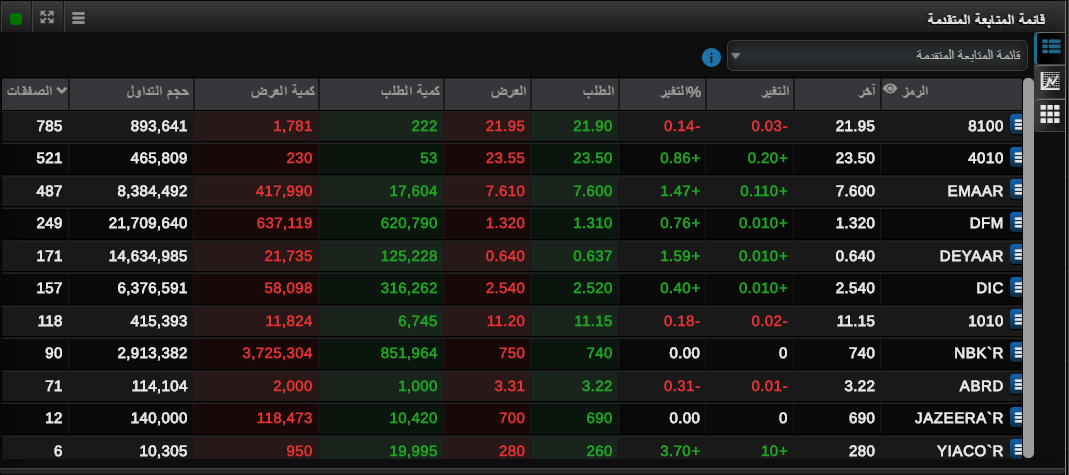 قائمة المتابعة المتقدمة
قائمة المتابعة المتقدمة
الرمز آخر التغير %التغير الطلب العرض كمية الطلب كمية العرض حجم التداول الصفقات
8100 21.95 0.03- 0.14- 21.90 21.95 222 1,781 893,641 785
4010 23.50 0.20+ 0.86+ 23.50 23.55 53 230 465,809 521
EMAAR 7.600 0.110+ 1.47+ 7.600 7.610 17,604 417,990 8,384,492 487
DFM 1.320 0.010+ 0.76+ 1.310 1.320 620,790 637,119 21,709,640 249
DEYAAR 0.640 0.010+ 1.59+ 0.637 0.640 125,228 21,735 14,634,985 171
DIC 2.540 0.010+ 0.40+ 2.520 2.540 316,262 58,098 6,376,591 157
1010 11.15 0.02- 0.18- 11.15 11.20 6,745 11,824 415,393 118
NBK`R 740 0 0.00 740 750 851,964 3,725,304 2,913,382 90
ABRD 3.22 0.01- 0.31- 3.22 3.31 1,000 2,000 114,104 71
JAZEERA`R 690 0 0.00 690 700 10,420 118,473 140,000 12
YIACO`R 280 10+ 3.70+ 260 280 19,995 950 10,305 6